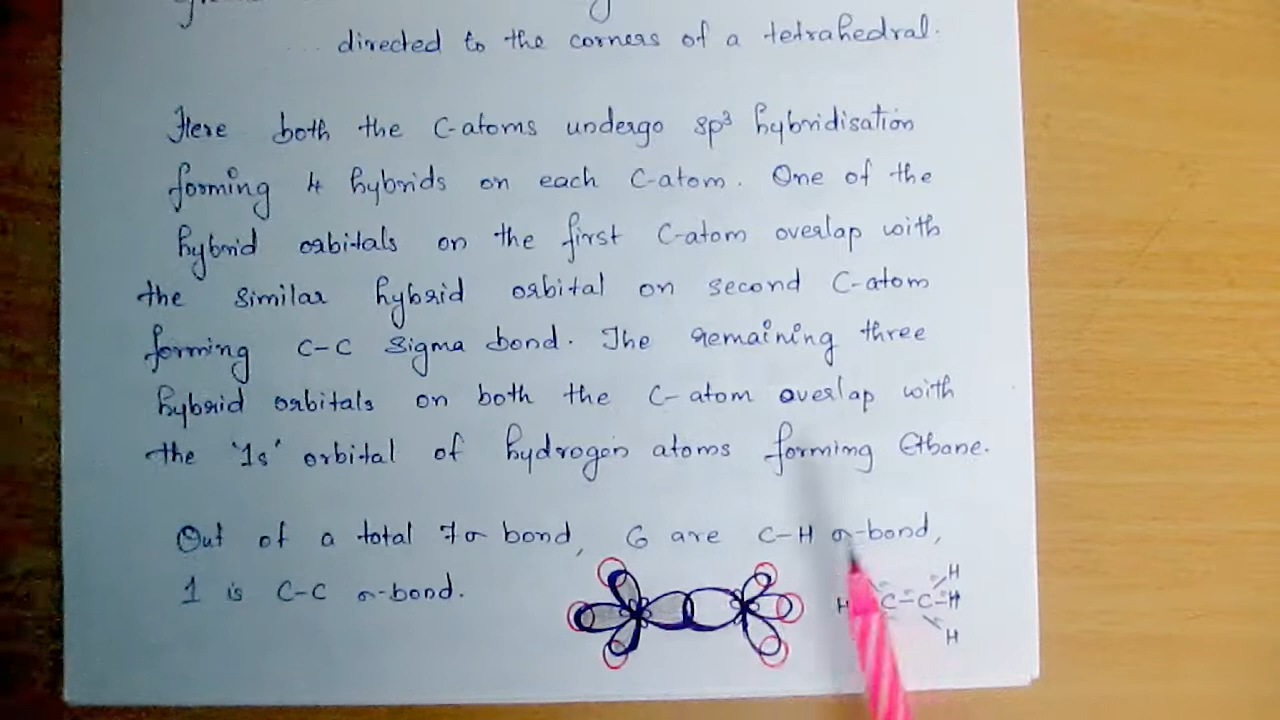 directed to the corners of a tetrahedral.
Here both the C-atoms undergo sp³ hybridisation
forming 4 hybrids on each C-atom. One of the
hybrid orbitals on the first C-atom overlap with
the similar hybrid orbital on second C-atom
forming C-C sigma bond. The remaining three
hybrid orbitals on both the C-atom overlap with
the '1s' orbital of hydrogen atoms forming Ethane.
Out of a total 7σ bond, 6 are C-H σ-bond,
1 is C-C σ-bond.
H
H C-C-H
H